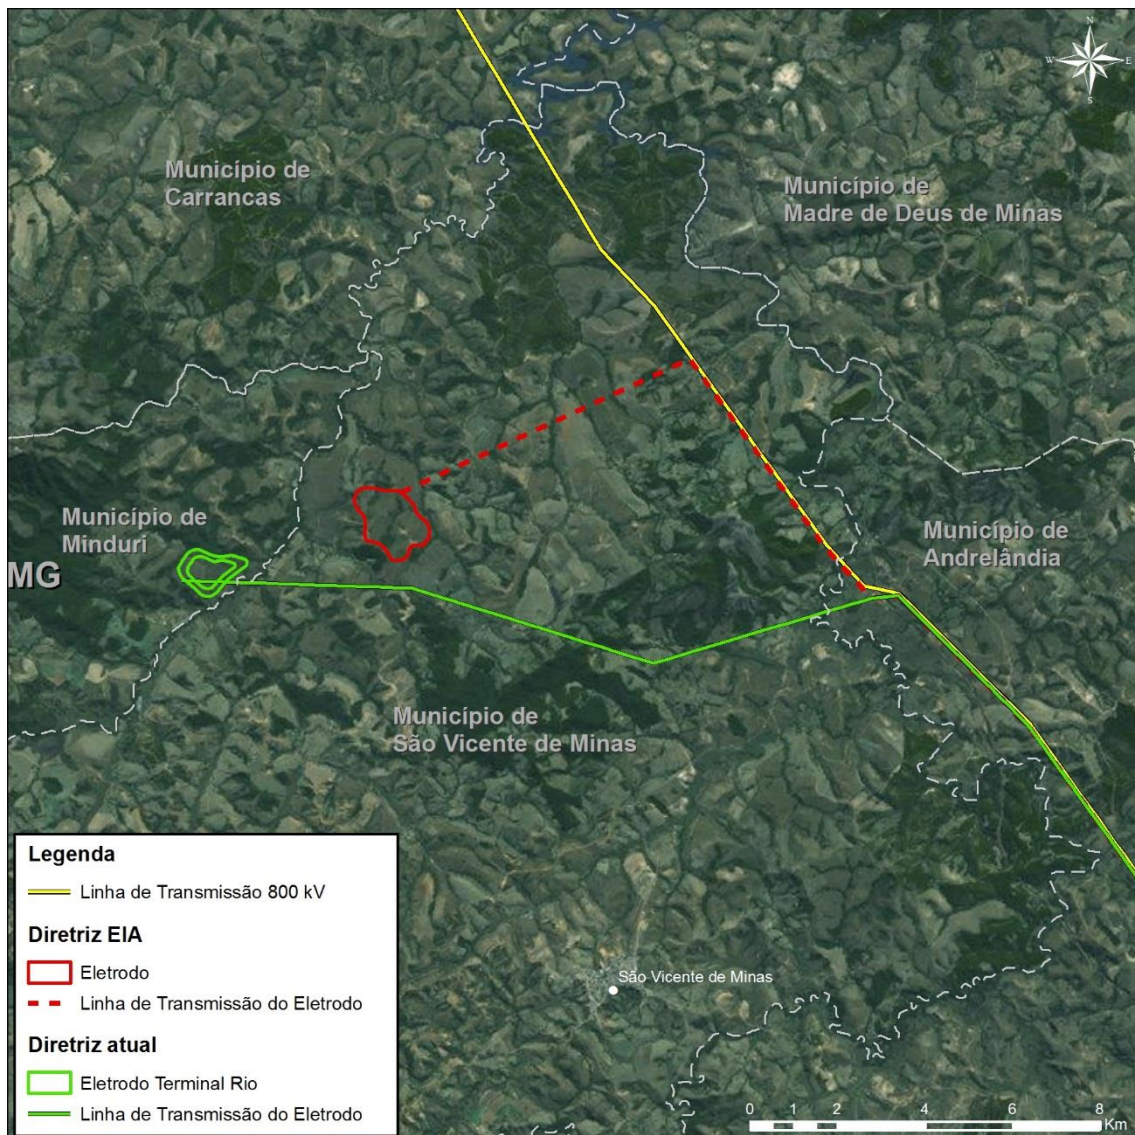 N
W E
S
Município de
Carrancas
Município de
Madre de Deus de Minas
Município de
Minduri
MG
Município de
Andrelândia
Município de
São Vicente de Minas
São Vicente de Minas
Legenda
Linha de Transmissão 800 kV
Diretriz EIA
Eletrodo
Linha de Transmissão do Eletrodo
Diretriz atual
Eletrodo Terminal Rio
Linha de Transmissão do Eletrodo
0 1 2 4 6 8
Km